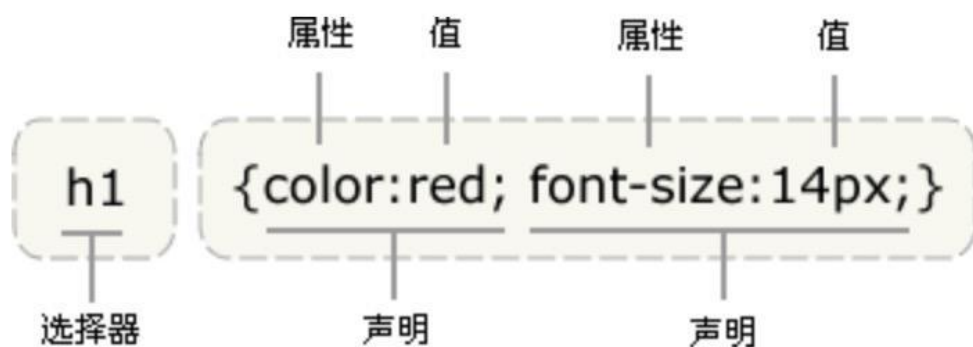 属性 值 属性 值
h1 {color:red; font-size:14px;}
选择器 声明 声明